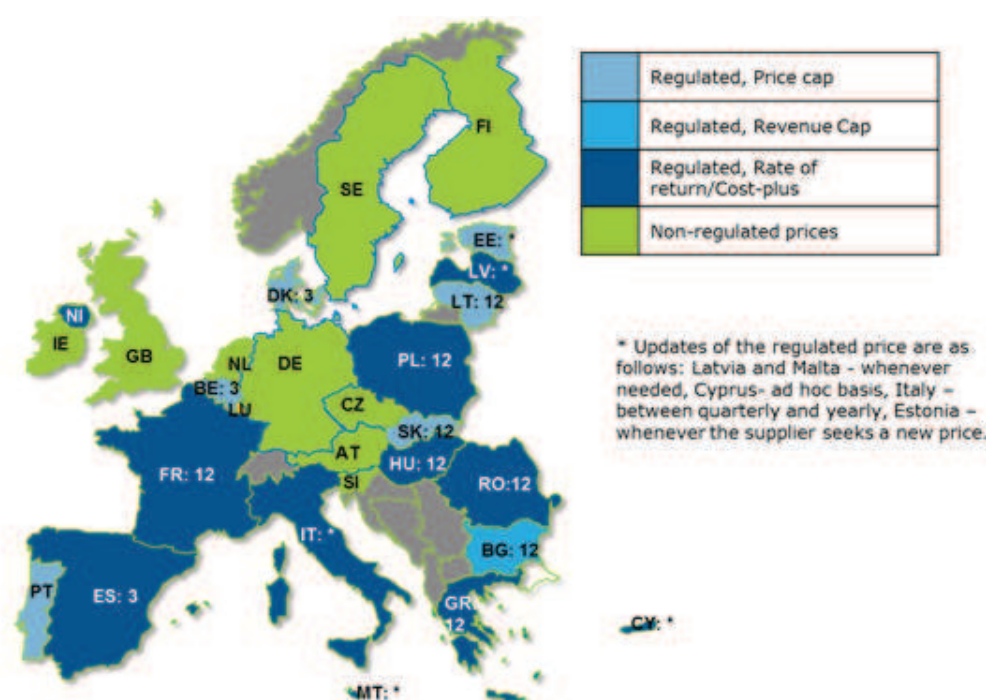 Regulated, Price cap
Regulated, Revenue Cap
Regulated, Rate of
return/Cost-plus
Non-regulated prices
FI
SE
EE: *
LV: *
DK: 3
LT: 12
NI
IE
GB
NL
DE
PL: 12
BE: 3
LU
CZ
SK: 12
AT
HU: 12
FR: 12
SI
RO:12
IT: *
BG: 12
PT
ES: 3
GR
12
CY: *
MT: *
* Updates of the regulated price are as
follows: Latvia and Malta - whenever
needed, Cyprus- ad hoc basis, Italy –
between quarterly and yearly, Estonia –
whenever the supplier seeks a new price.